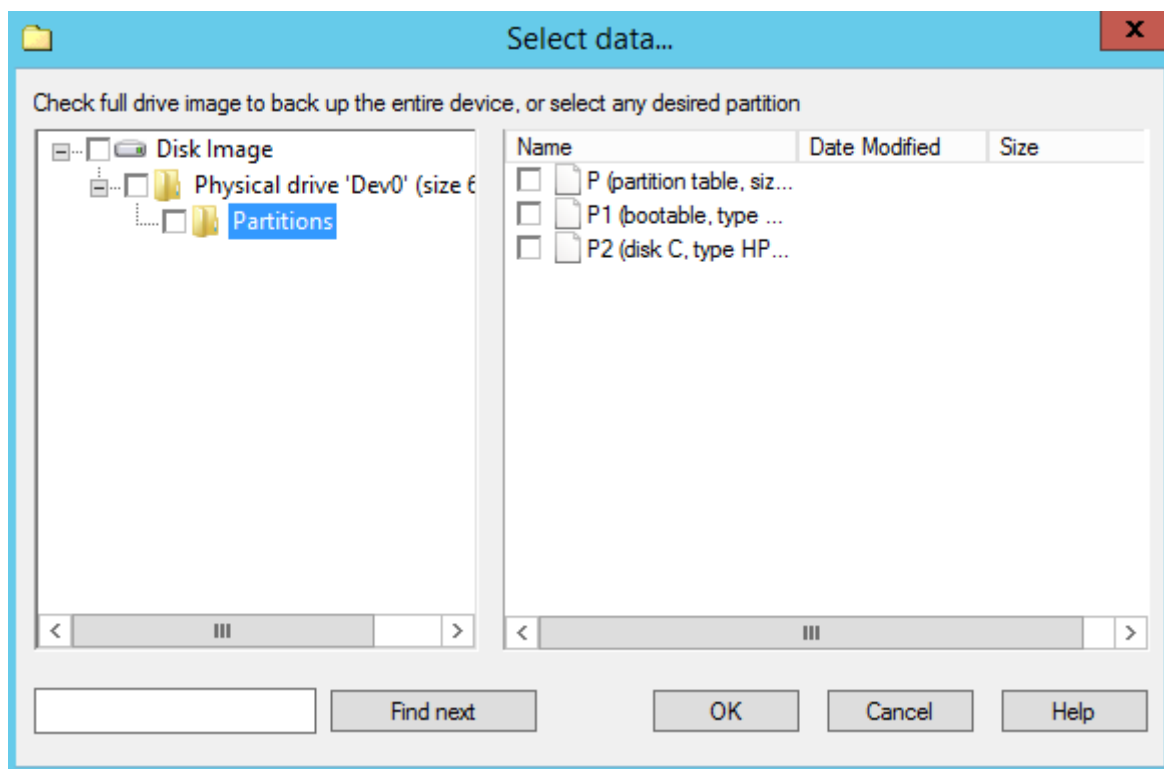 Select data...
x
Check full drive image to back up the entire device, or select any desired partition
Disk Image
Physical drive 'Dev0' (size 6
Partitions
Name Date Modified Size
P (partition table, siz...
P1 (bootable, type ...
P2 (disk C, type HP...
Find next OK Cancel Help